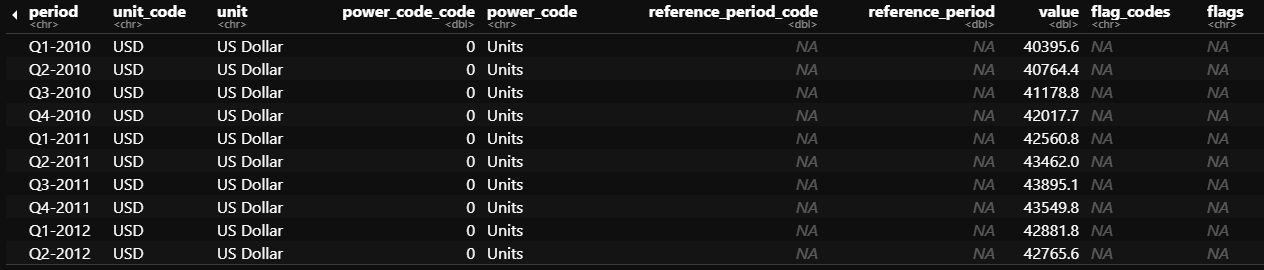 period unit_code unit power_code_code power_code reference_period_code reference_period value flag_codes flags
<chr> <chr> <chr> <dbl> <chr> <dbl> <dbl> <dbl> <chr> <chr>
Q1-2010 USD US Dollar 0 Units NA NA 40395.6 NA NA
Q2-2010 USD US Dollar 0 Units NA NA 40764.4 NA NA
Q3-2010 USD US Dollar 0 Units NA NA 41178.8 NA NA
Q4-2010 USD US Dollar 0 Units NA NA 42017.7 NA NA
Q1-2011 USD US Dollar 0 Units NA NA 42560.8 NA NA
Q2-2011 USD US Dollar 0 Units NA NA 43462.0 NA NA
Q3-2011 USD US Dollar 0 Units NA NA 43895.1 NA NA
Q4-2011 USD US Dollar 0 Units NA NA 43549.8 NA NA
Q1-2012 USD US Dollar 0 Units NA NA 42881.8 NA NA
Q2-2012 USD US Dollar 0 Units NA NA 42765.6 NA NA